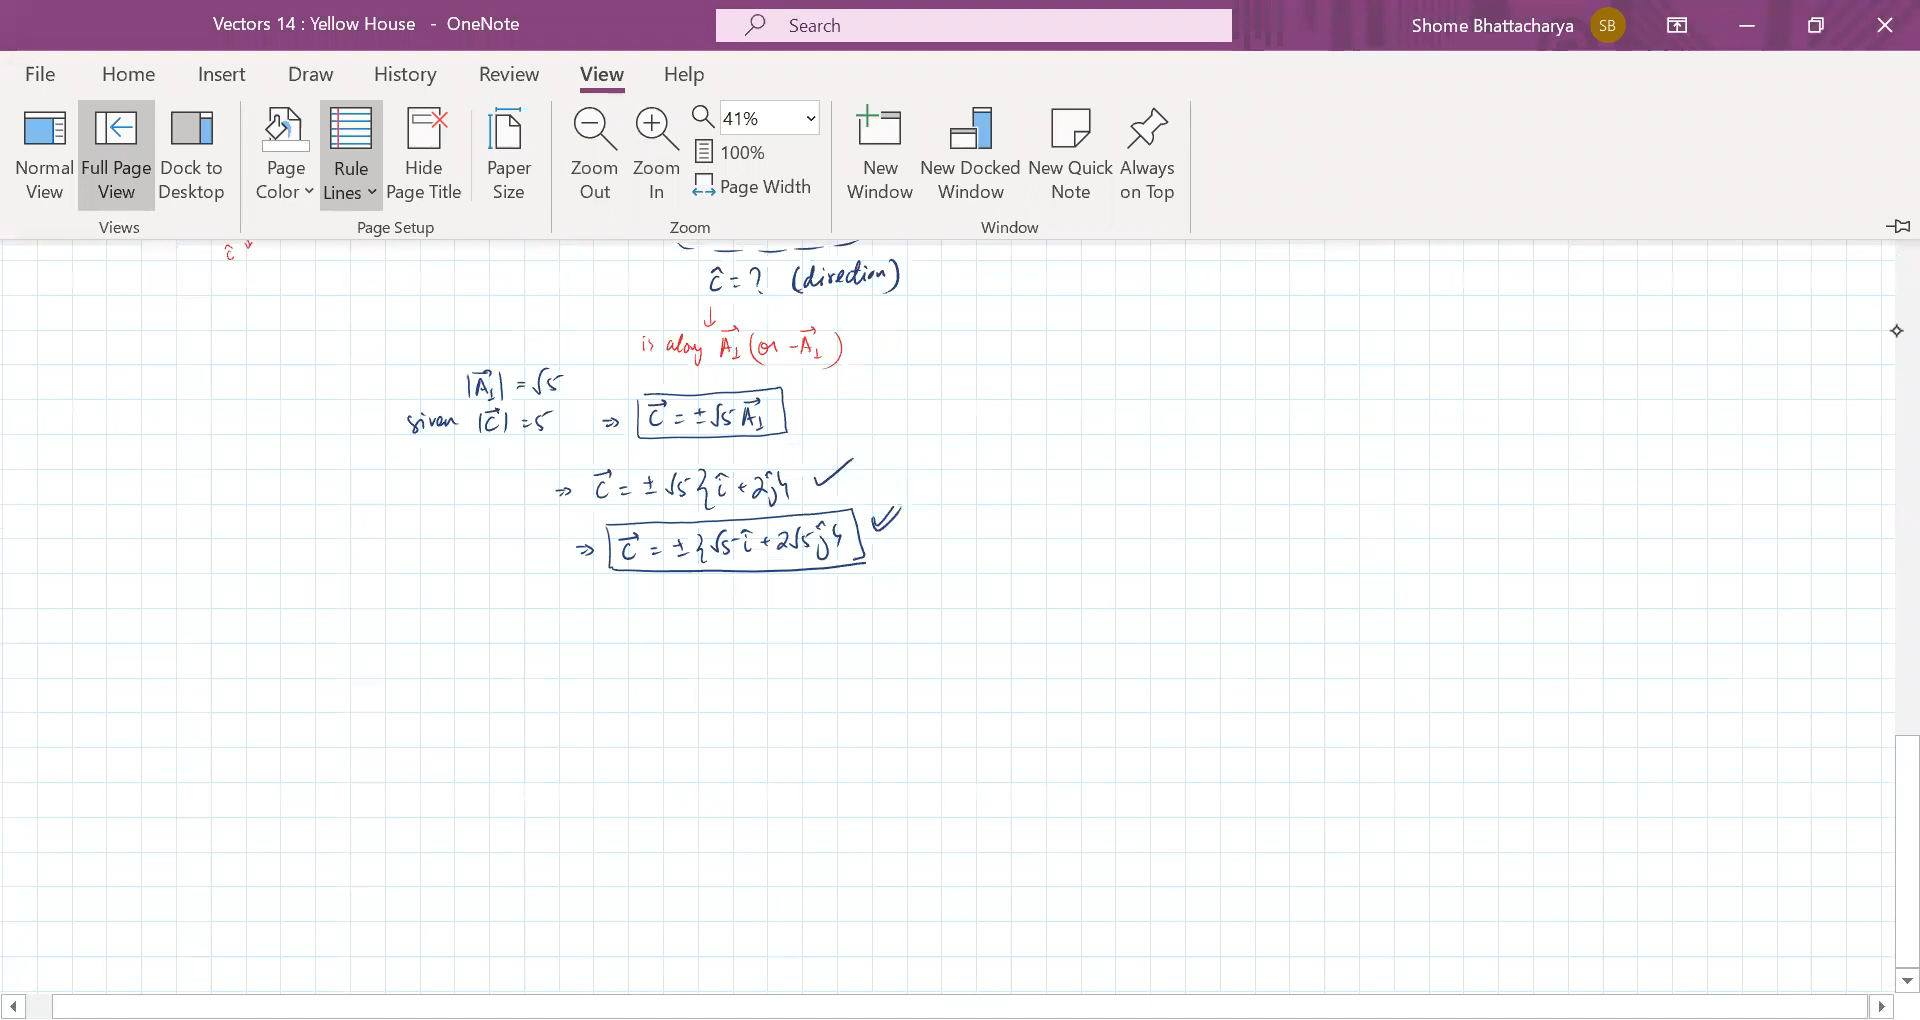 Vectors 14 : Yellow House - OneNote
Search
Shome Bhattacharya SB
File Home Insert Draw History Review View Help
Normal View
Full Page View
Dock to Desktop
Page Color
Rule Lines
Hide Page Title
Paper Size
Zoom Out
Zoom In
41%
100%
Page Width
New Window
New Docked Window
New Quick Note
Always on Top
Views Page Setup Zoom Window
ĉ
ĉ = ? (direction)
↓
is along A⃗₁ (or -A⃗₁)
|A⃗₁| = √5
given |C⃗| = 5 ⇒ C⃗ = ±√5 A⃗₁
⇒ C⃗ = ± √5 { î + 2ĵ }
⇒ C⃗ = ± { √5 î + 2√5 ĵ }